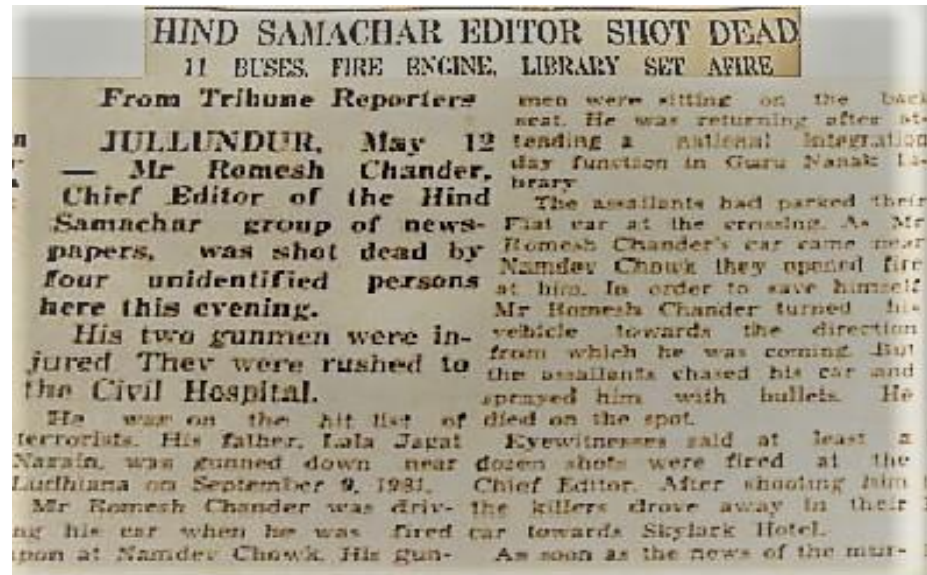 HIND SAMACHAR EDITOR SHOT DEAD
11 BUSES, FIRE ENGINE, LIBRARY SET AFIRE
From Tribune Reporters
JULLUNDUR, May 12
— Mr Romesh Chander,
Chief Editor of the Hind
Samachar group of news-
papers, was shot dead by
four unidentified persons
here this evening.
His two gunmen were in-
jured They were rushed to
the Civil Hospital.
He was on the hit list of
terrorists. His father, Lala Jagat
Narain, was gunned down near
Ludhiana on September 9, 1981.
Mr Romesh Chander was driv-
ing his car when he was fired
upon at Namdev Chowk. His gun-
men were sitting on the back
seat. He was returning after at-
tending a national integration
day function in Guru Nanak Li-
brary
The assailants had parked their
Fiat car at the crossing. As Mr
Romesh Chander's car came near
Namdev Chowk they opened fire
at him. In order to save himself
Mr Romesh Chander turned his
vehicle towards the direction
from which he was coming. But
the assailants chased his car and
sprayed him with bullets. He
died on the spot.
Eyewitnesses said at least a
dozen shots were fired at the
Chief Editor. After shooting him
the killers drove away in their
car towards Skylark Hotel.
As soon as the news of the mur-